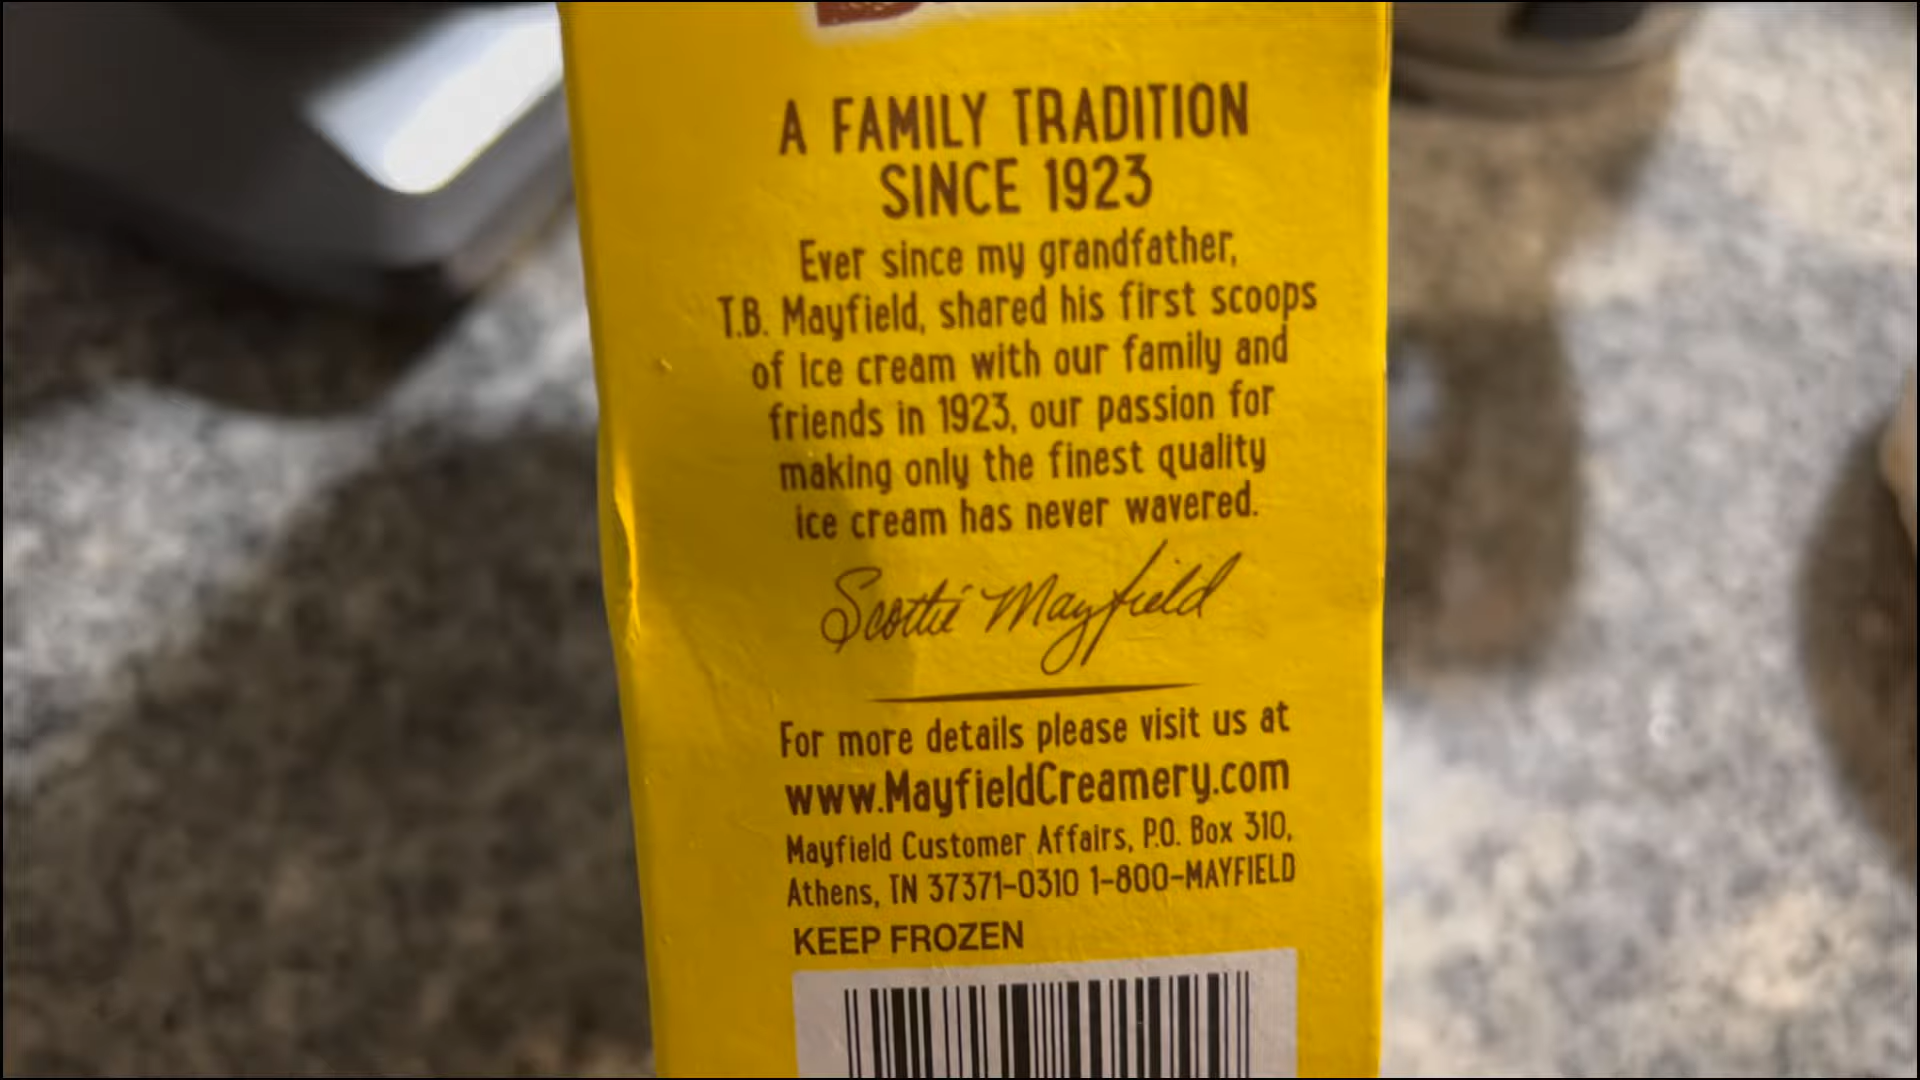 A FAMILY TRADITION
SINCE 1923
Ever since my grandfather,
T.B. Mayfield, shared his first scoops
of ice cream with our family and
friends in 1923, our passion for
making only the finest quality
ice cream has never wavered.
Scottie Mayfield
For more details please visit us at
www.MayfieldCreamery.com
Mayfield Customer Affairs, P.O. Box 310,
Athens, TN 37371-0310 1-800-MAYFIELD
KEEP FROZEN